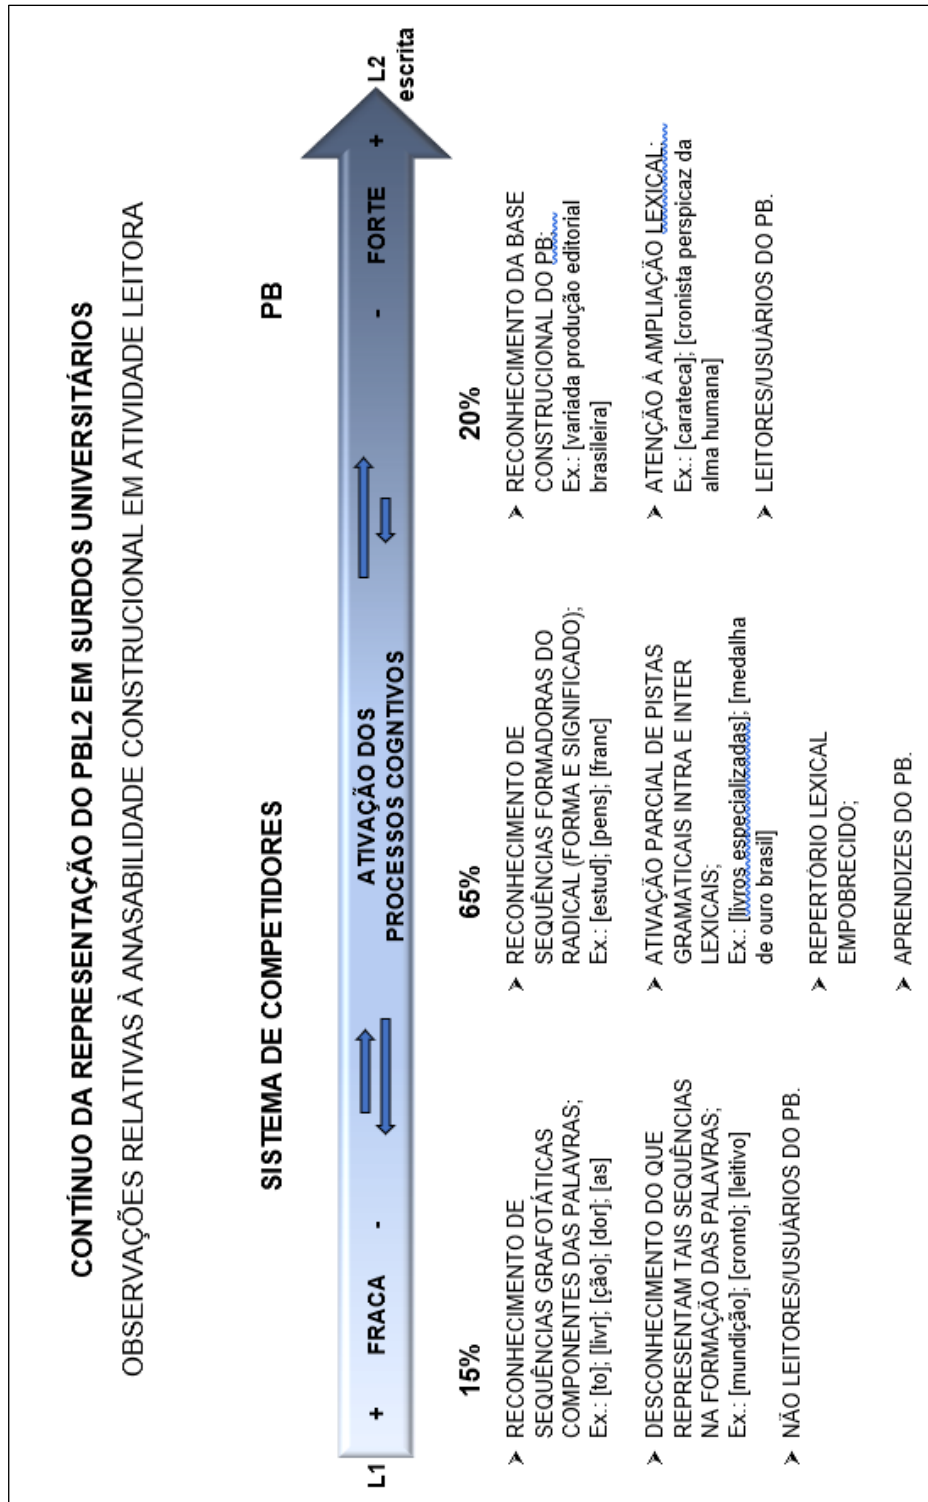 CONTÍNUO DA REPRESENTAÇÃO DO PBL2 EM SURDOS UNIVERSITÁRIOS
OBSERVAÇÕES RELATIVAS À ANASABILIDADE CONSTRUCIONAL EM ATIVIDADE LEITORA
SISTEMA DE COMPETIDORES
PB
L1
+ FRACA -
ATIVAÇÃO DOS
PROCESSO COGNTIVOS
- FORTE +
L2
escrita
15%
➤ RECONHECIMENTO DE
SEQUÊNCIAS GRAFOTÁTICAS
COMPONENTES DAS PALAVRAS;
Ex.: [to]; [livr]; [ção]; [dor]; [as]
➤ DESCONHECIMENTO DO QUE
REPRESENTAM TAIS SEQUÊNCIAS
NA FORMAÇÃO DAS PALAVRAS;
Ex.: [mundição]; [cronto]; [leitivo]
➤ NÃO LEITORES/USUÁRIOS DO PB.
65%
➤ RECONHECIMENTO DE
SEQUÊNCIAS FORMADORAS DO
RADICAL (FORMA E SIGNIFICADO);
Ex.: [estud]; [pens]; [franc]
➤ ATIVAÇÃO PARCIAL DE PISTAS
GRAMATICAIS INTRA E INTER
LEXICAIS;
Ex.: [livros especializadas]; [medalha
de ouro brasil]
➤ REPERTÓRIO LEXICAL
EMPOBRECIDO;
➤ APRENDIZES DO PB.
20%
➤ RECONHECIMENTO DA BASE
CONSTRUCIONAL DO PB;
Ex.: [variada produção editorial
brasileira]
➤ ATENÇÃO À AMPLIAÇÃO LEXICAL;
Ex.: [carateca]; [cronista perspicaz da
alma humana]
➤ LEITORES/USUÁRIOS DO PB.